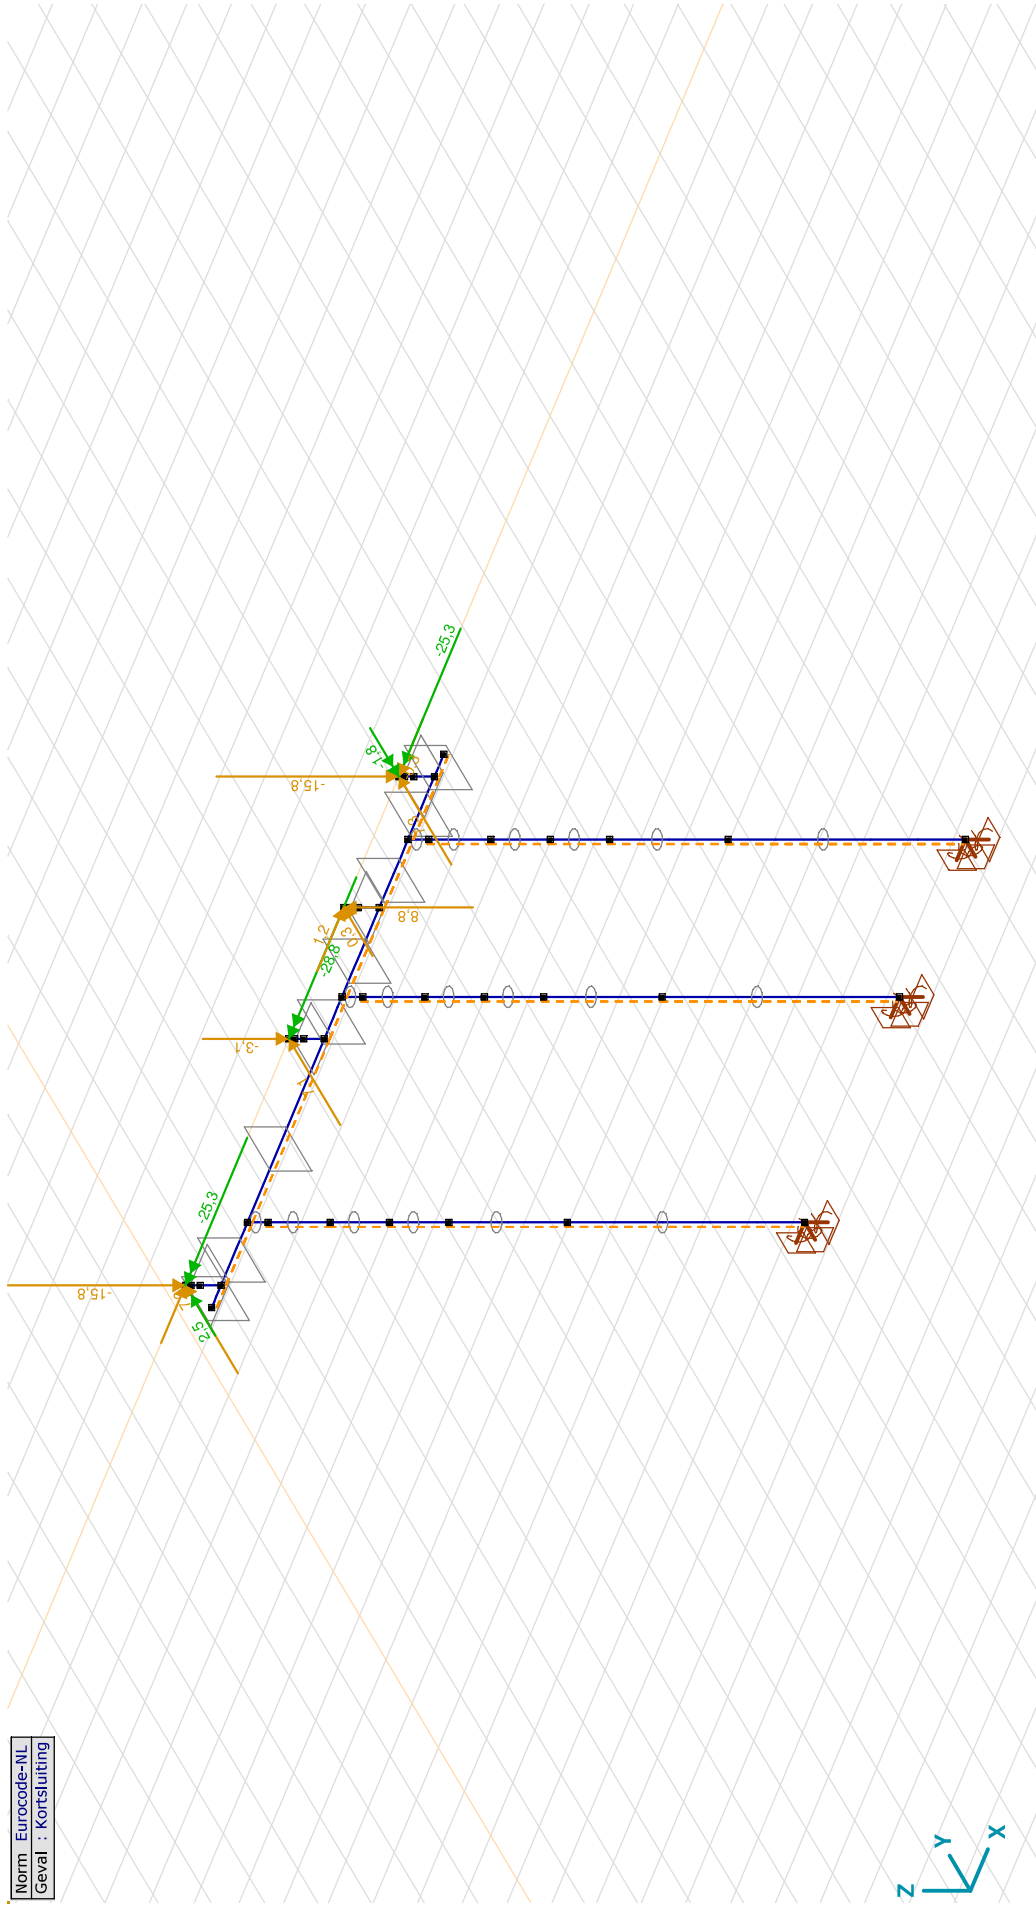 Norm Eurocode-NL
Geval : Kortsluiting
-15,8
-25,3
2,5
-3,1
-28,8
1,2
3,0
8,8
-15,8
-1,8
-25,3
Z
Y
X